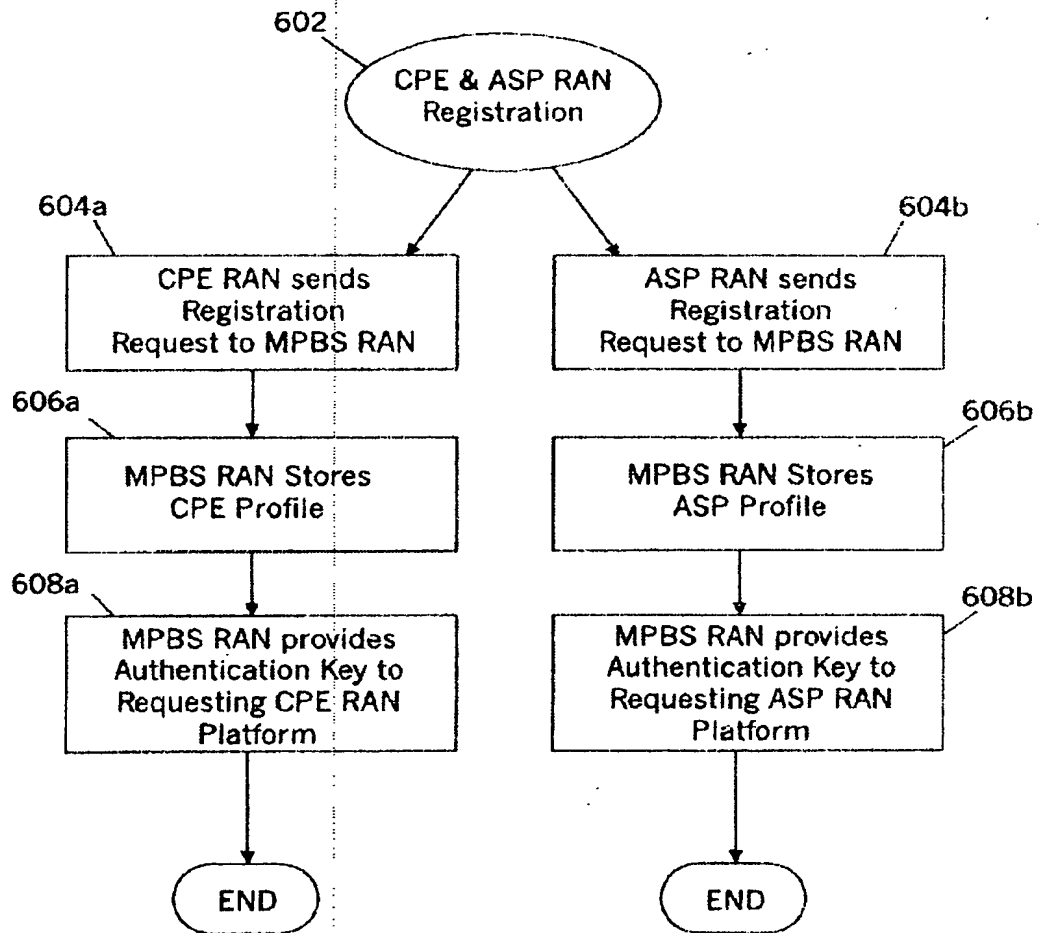 602
CPE & ASP RAN
Registration
604a
604b
CPE RAN sends
Registration
Request to MPBS RAN
ASP RAN sends
Registration
Request to MPBS RAN
606a
606b
MPBS RAN Stores
CPE Profile
MPBS RAN Stores
ASP Profile
608a
608b
MPBS RAN provides
Authentication Key to
Requesting CPE RAN
Platform
MPBS RAN provides
Authentication Key to
Requesting ASP RAN
Platform
END
END